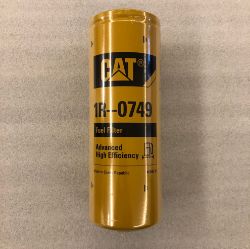 CAT®
1R--0749
Fuel Filter
Advanced
High Efficiency